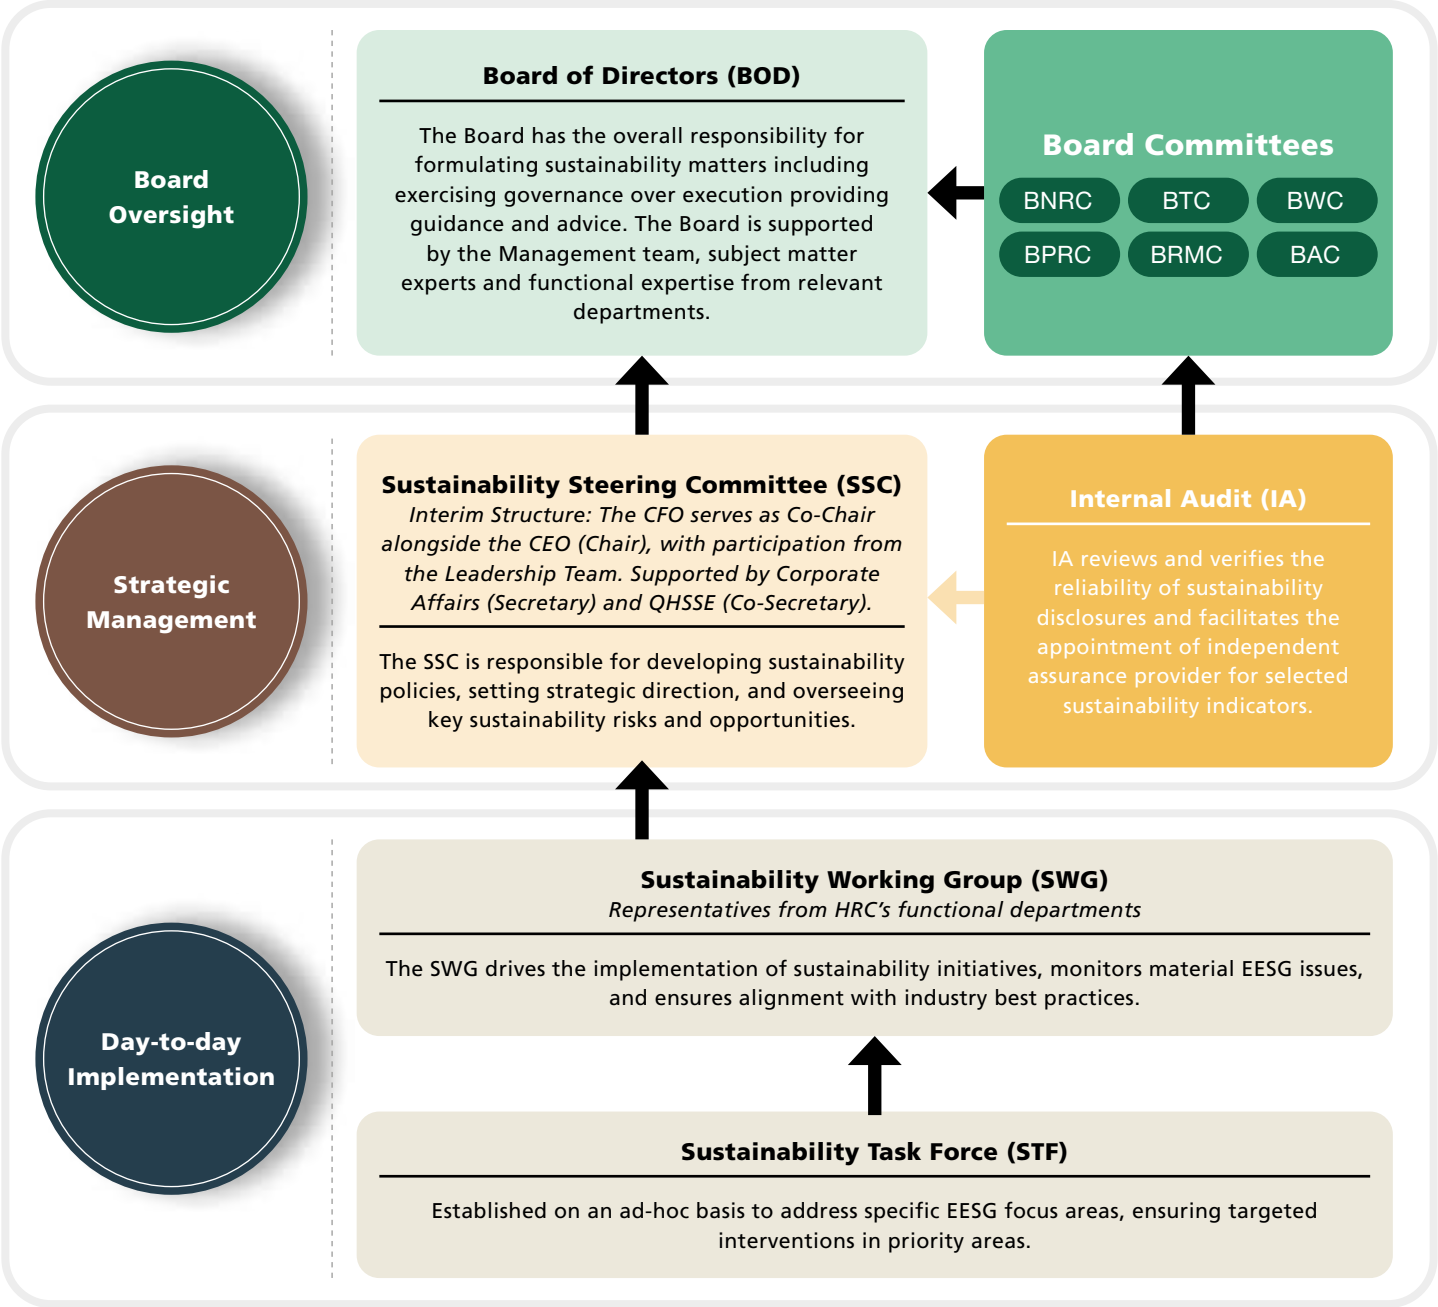 Board
Oversight
Board of Directors (BOD)
The Board has the overall responsibility for
formulating sustainability matters including
exercising governance over execution providing
guidance and advice. The Board is supported
by the Management team, subject matter
experts and functional expertise from relevant
departments.
Board Committees
BNRC BTC BWC
BPRC BRMC BAC
Strategic
Management
Sustainability Steering Committee (SSC)
Interim Structure: The CFO serves as Co-Chair
alongside the CEO (Chair), with participation from
the Leadership Team. Supported by Corporate
Affairs (Secretary) and QHSSE (Co-Secretary).
The SSC is responsible for developing sustainability
policies, setting strategic direction, and overseeing
key sustainability risks and opportunities.
Internal Audit (IA)
IA reviews and verifies the
reliability of sustainability
disclosures and facilitates the
appointment of independent
assurance provider for selected
sustainability indicators.
Day-to-day
Implementation
Sustainability Working Group (SWG)
Representatives from HRC’s functional departments
The SWG drives the implementation of sustainability initiatives, monitors material EESG issues,
and ensures alignment with industry best practices.
Sustainability Task Force (STF)
Established on an ad-hoc basis to address specific EESG focus areas, ensuring targeted
interventions in priority areas.